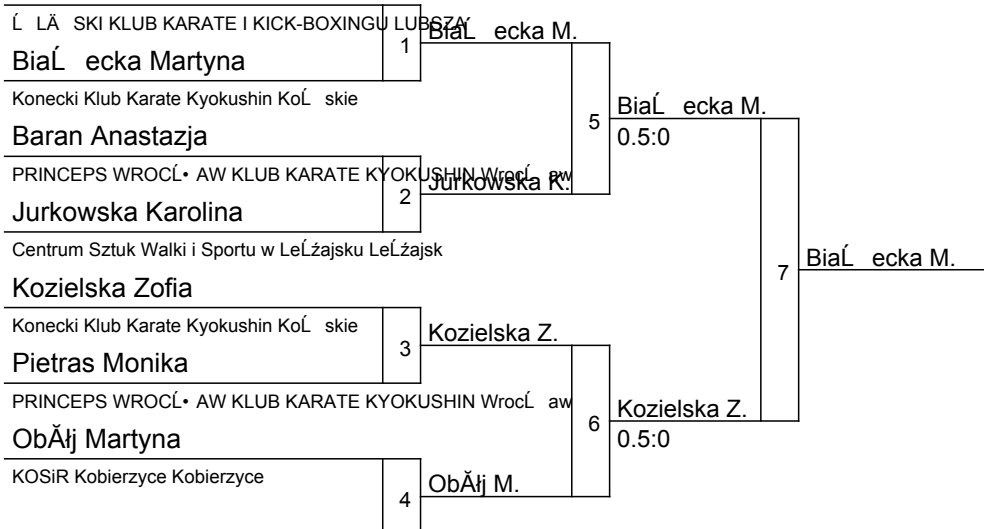 Ĺ LÄ SKI KLUB KARATE I KICK-BOXINGU LUBSZA
BiaĹ ecka M.
1
BiaĹ ecka Martyna
Konecki Klub Karate Kyokushin KoĹ skie
BiaĹ ecka M.
5
Baran Anastazja
0.5:0
PRINCEPS WROCĹ• AW KLUB KARATE KYOKUSHIN WrocĹ aw
Jurkowska K.
2
Jurkowska Karolina
Centrum Sztuk Walki i Sportu w LeĹźajsku LeĹźajsk
BiaĹ ecka M.
7
Kozielska Zofia
Konecki Klub Karate Kyokushin KoĹ skie
Kozielska Z.
3
Pietras Monika
PRINCEPS WROCĹ• AW KLUB KARATE KYOKUSHIN WrocĹ aw
Kozielska Z.
6
ObĂłj Martyna
0.5:0
KOSiR Kobierzyce Kobierzyce
ObĂłj M.
4